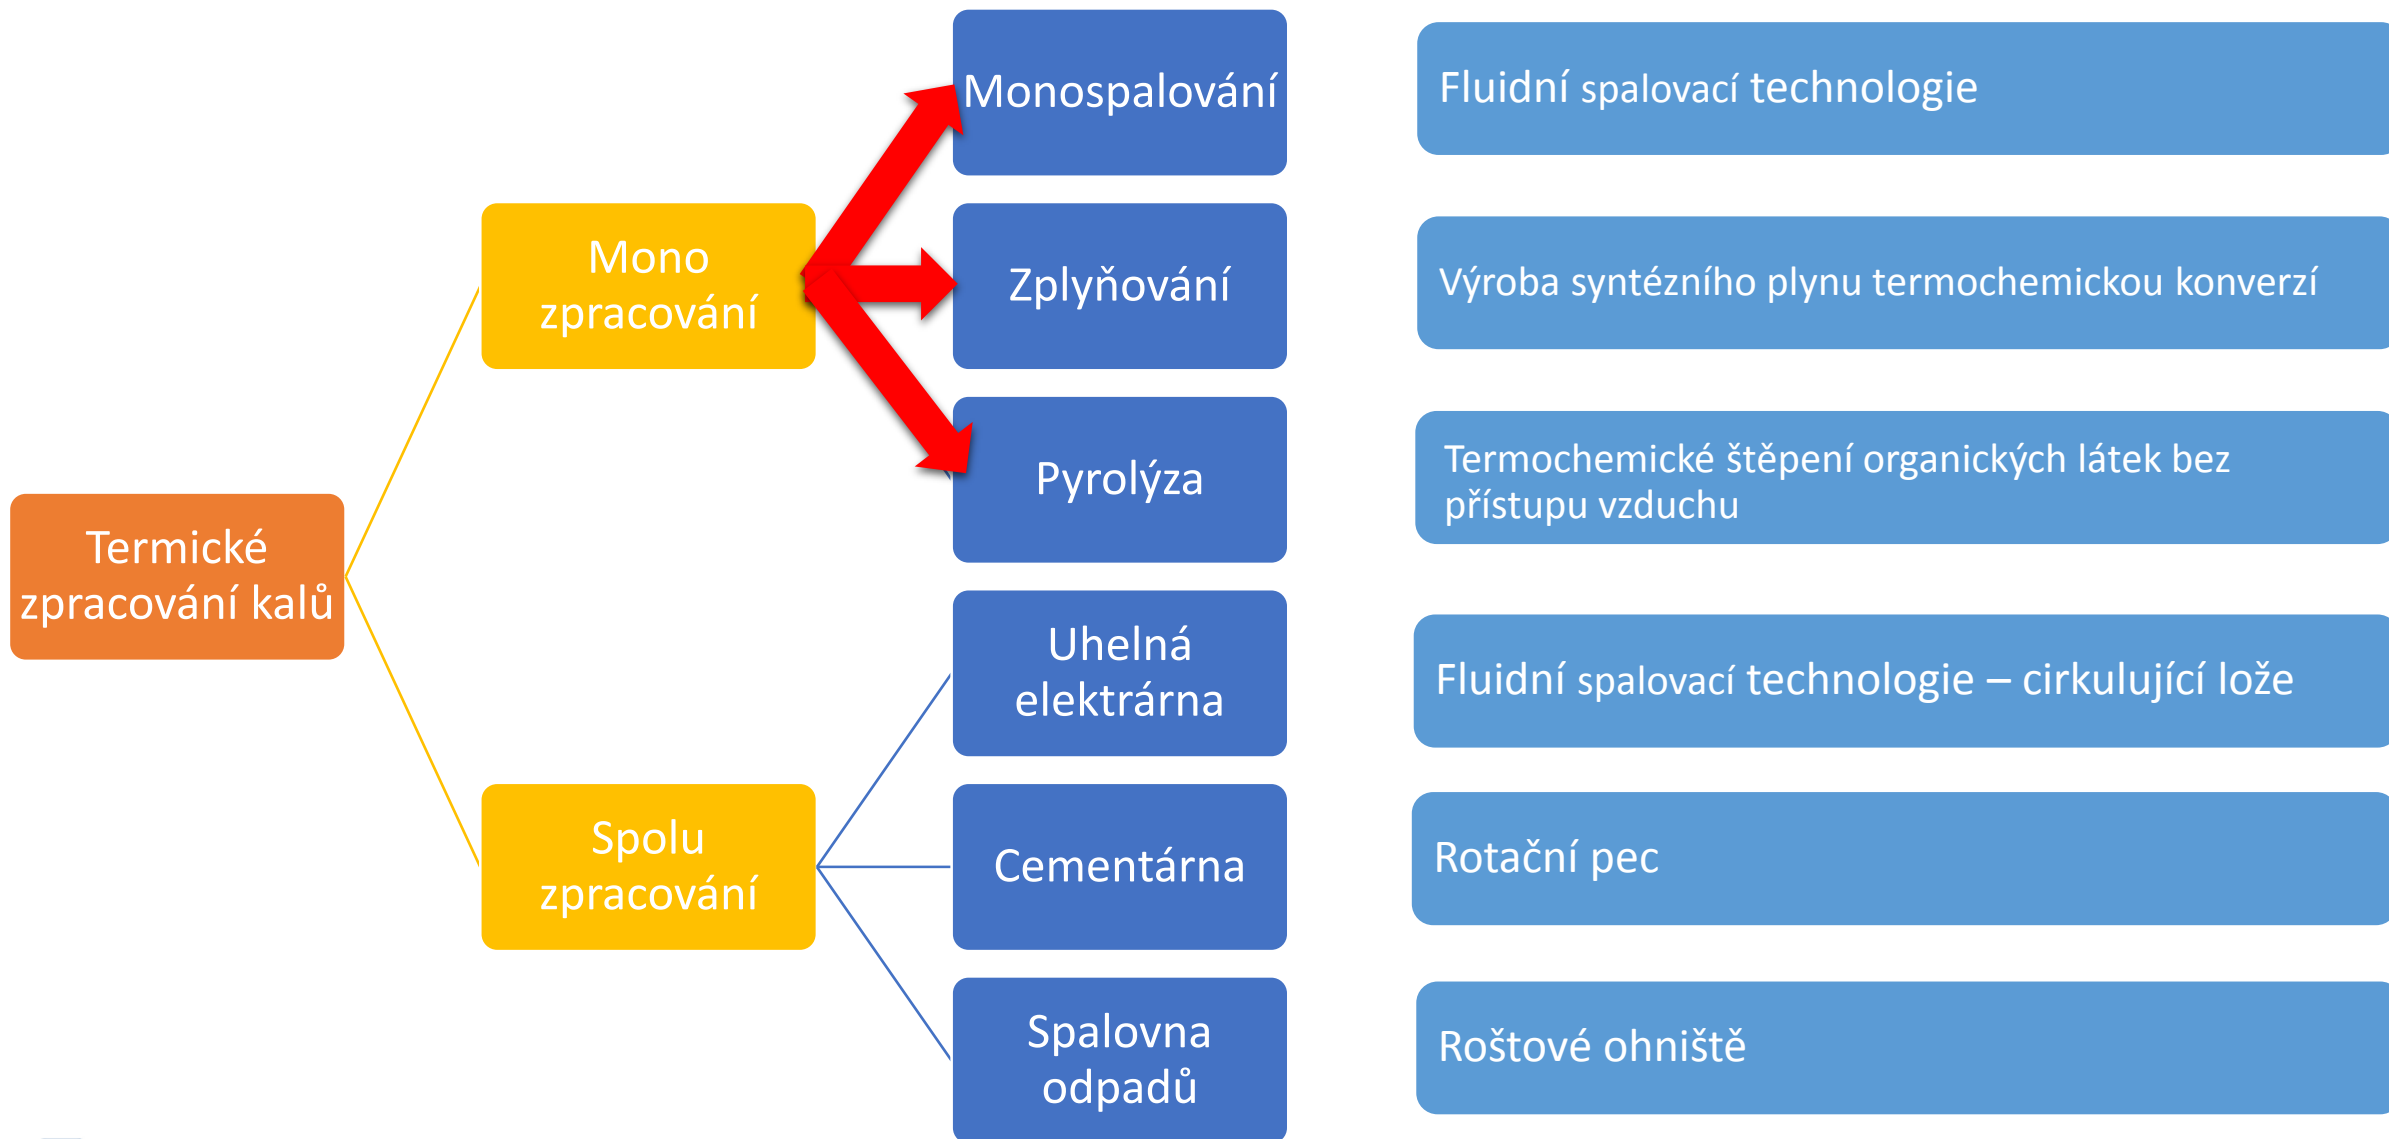 Monospalování
Fluidní spalovací technologie
Mono
zpracování
Zplyňování
Výroba syntézního plynu termochemickou konverzí
Pyrolýza
Termochemické štěpení organických látek bez
přístupu vzduchu
Termické
zpracování kalů
Uhelná
elektrárna
Fluidní spalovací technologie – cirkulující lože
Spolu
zpracování
Cementárna
Rotační pec
Spalovna
odpadů
Roštové ohniště